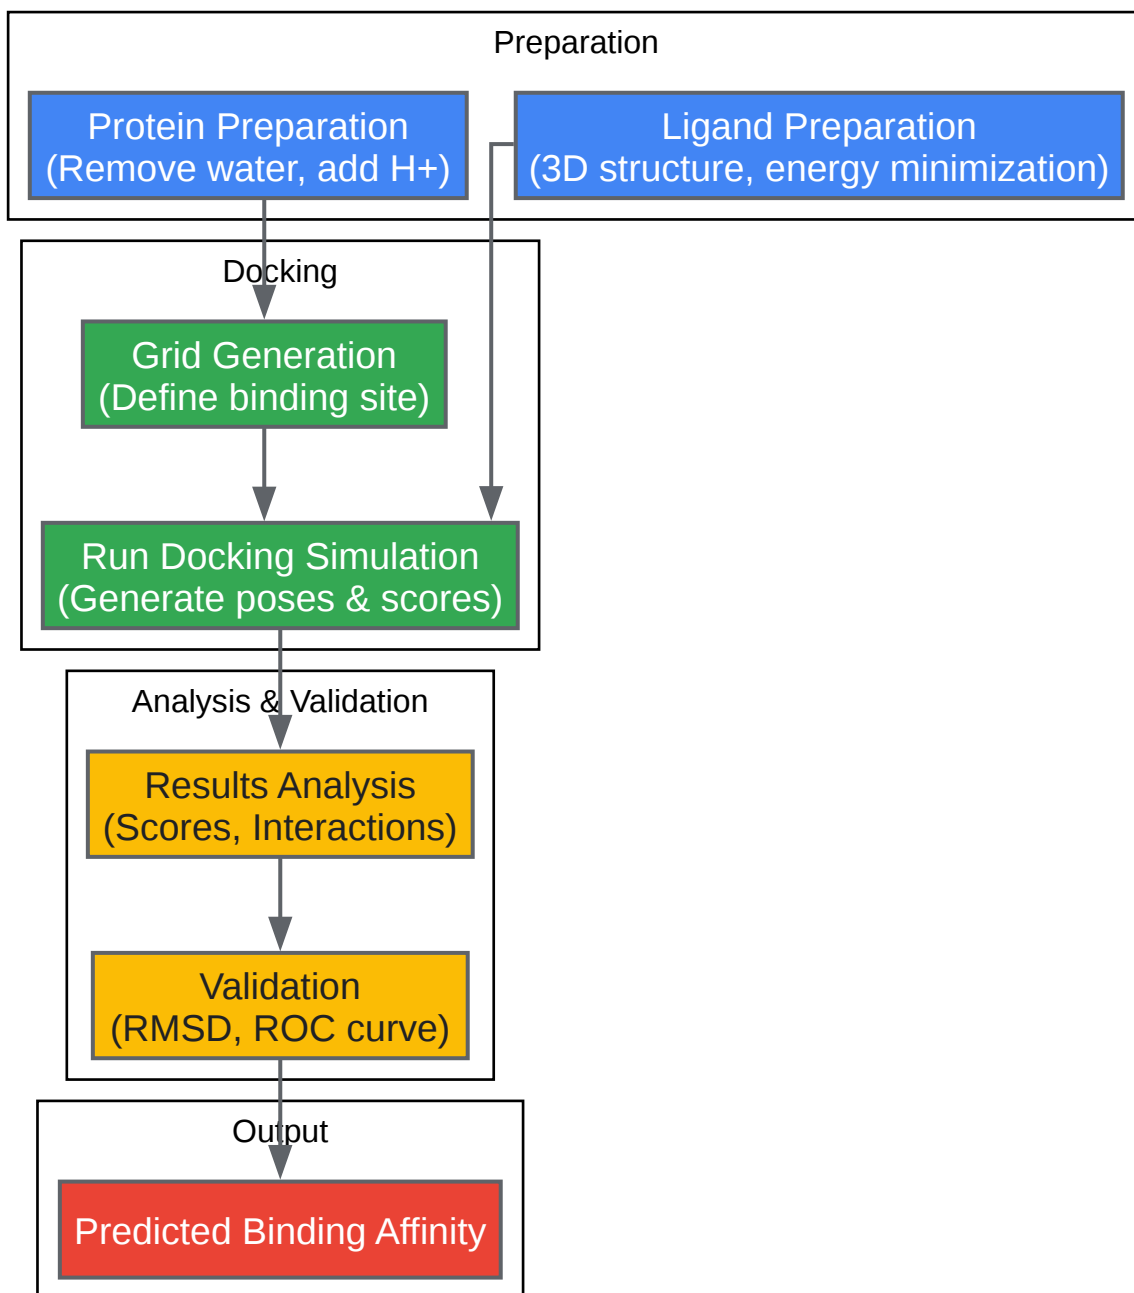 Preparation
Protein Preparation
(Remove water, add H+)
Ligand Preparation
(3D structure, energy minimization)
Docking
Grid Generation
(Define binding site)
Run Docking Simulation
(Generate poses & scores)
Analysis & Validation
Results Analysis
(Scores, Interactions)
Validation
(RMSD, ROC curve)
Output
Predicted Binding Affinity